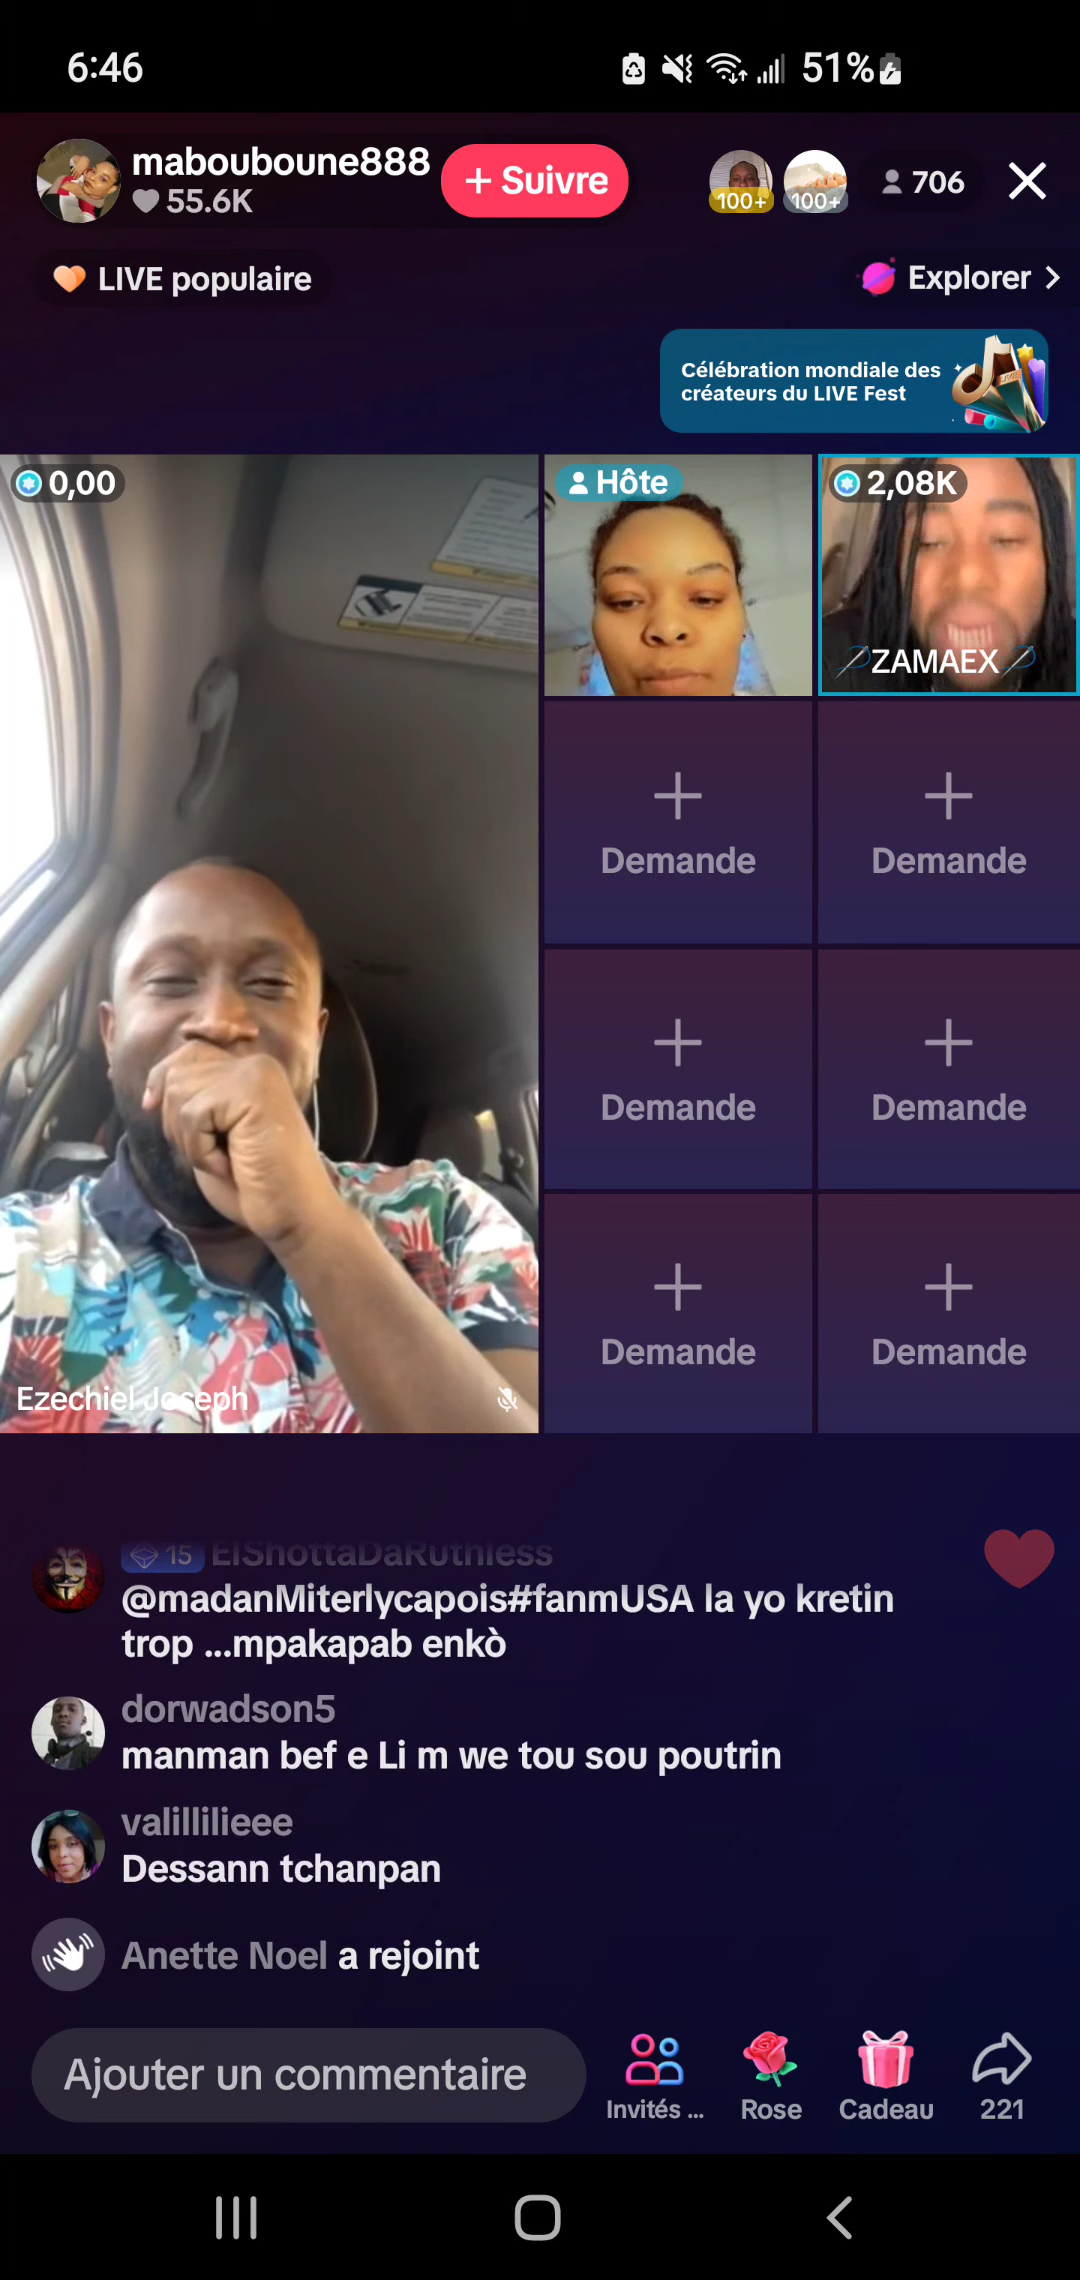 6:46
51%
mabouboune888
55.6K
+ Suivre
100+
100+
706
LIVE populaire
Explorer
Célébration mondiale des
créateurs du LIVE Fest
0,00
Hôte
2,08K
ZAMAEX
Demande
Demande
Demande
Demande
Demande
Demande
Ezechiel Joseph
15 ElShottaDaRuthless
@madanMiterlycapois#fanmUSA la yo kretin
trop ...mpakapab enkò
dorwadson5
manman bef e Li m we tou sou poutrin
valillilieee
Dessann tchanpan
Anette Noel a rejoint
Ajouter un commentaire
Invités ...
Rose
Cadeau
221